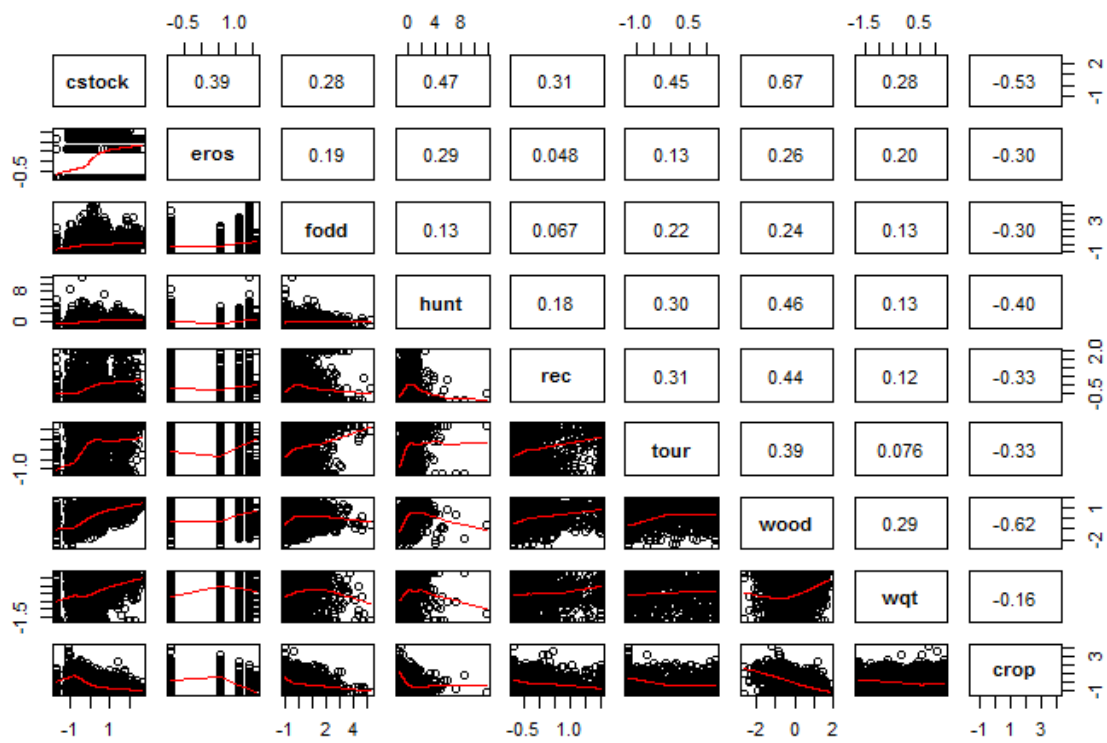 -0.5 1.0 0 4 8 -1.0 0.5 -1.5 0.5
cstock 0.39 0.28 0.47 0.31 0.45 0.67 0.28 -0.53 -1 2
-0.5 eros 0.19 0.29 0.048 0.13 0.26 0.20 -0.30
fodd 0.13 0.067 0.22 0.24 0.13 -0.30 -1 3
0 8 hunt 0.18 0.30 0.46 0.13 -0.40
rec 0.31 0.44 0.12 -0.33 -0.5 2.0
-1.0 tour 0.39 0.076 -0.33
wood 0.29 -0.62 -2 1
-1.5 wqt -0.16
crop -1 3
-1 1 -1 2 4 -0.5 1.0 -2 0 2 -1 1 3